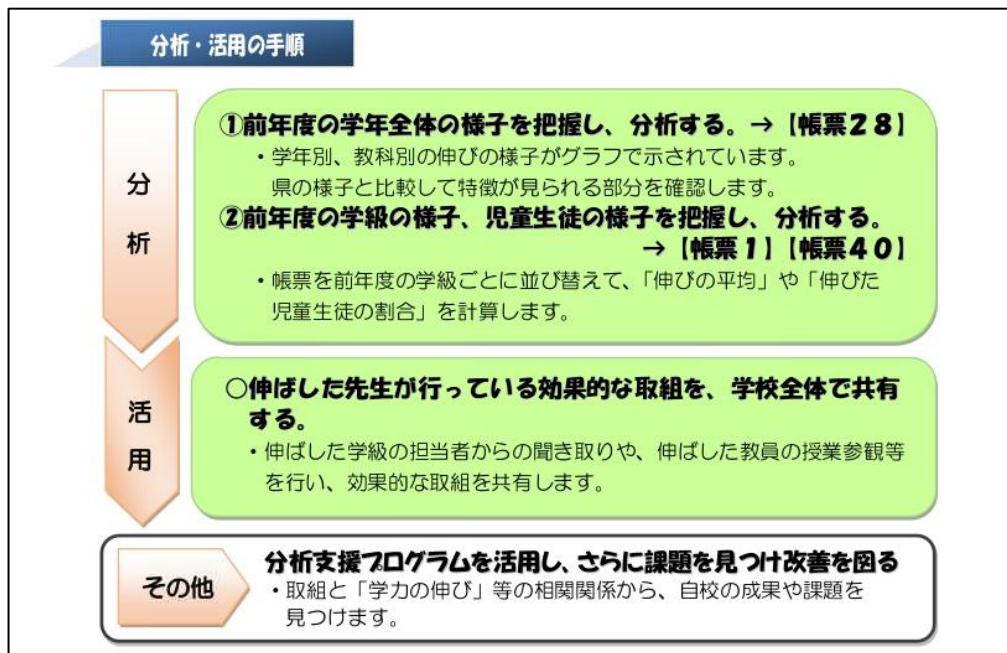 分析・活用の手順
分析
①前年度の学年全体の様子を把握し、分析する。→【帳票２８】
・学年別、教科別の伸びの様子がグラフで示されています。
県の様子と比較して特徴が見られる部分を確認します。
②前年度の学級の様子、児童生徒の様子を把握し、分析する。
→【帳票１】【帳票４０】
・帳票を前年度の学級ごとに並び替えて、「伸びの平均」や「伸びた
児童生徒の割合」を計算します。
活用
○伸ばした先生が行っている効果的な取組を、学校全体で共有
する。
・伸ばした学級の担当者からの聞き取りや、伸ばした教員の授業参観等
を行い、効果的な取組を共有します。
その他
分析支援プログラムを活用し、さらに課題を見つけ改善を図る
・取組と「学力の伸び」等の相関関係から、自校の成果や課題を
見つけます。